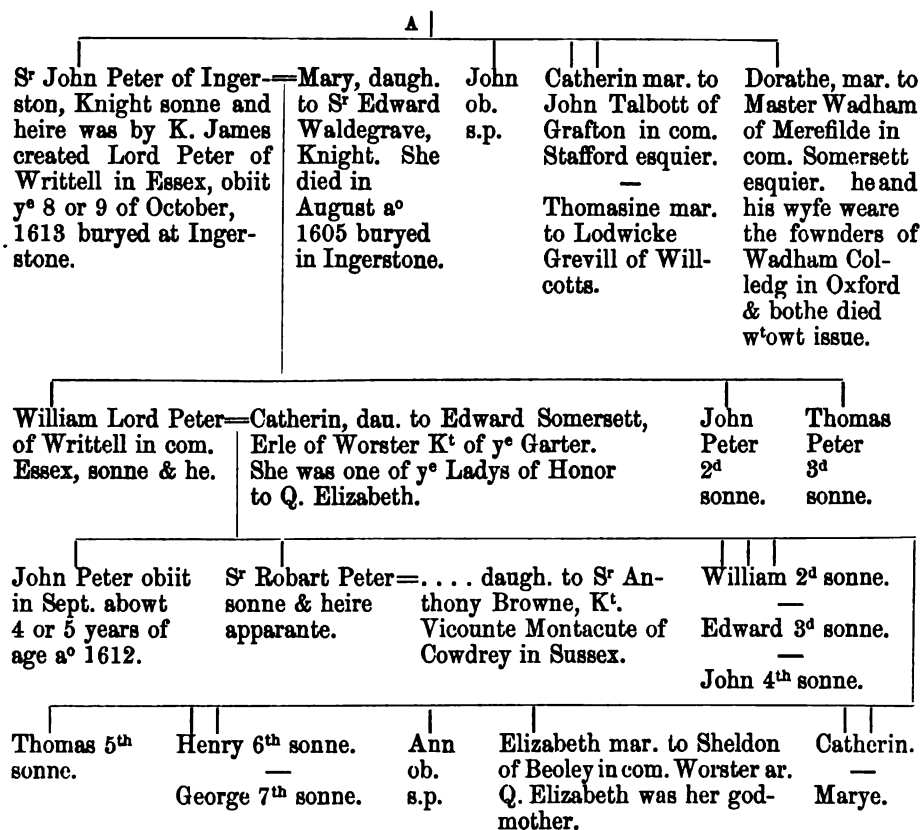 A
Sr John Peter of Inger-
ston, Knight sonne and
heire was by K. James
created Lord Peter of
Writtell in Essex, obiit
ye 8 or 9 of October,
1613 buryed at Inger-
stone.
=Mary, daugh.
to Sr Edward
Waldegrave,
Knight. She
died in
August ao
1605 buryed
in Ingerstone.
John
ob.
s.p.
Catherin mar. to
John Talbott of
Grafton in com.
Stafford esquier.
—
Thomasine mar.
to Lodwicke
Grevill of Will-
cotts.
Dorathe, mar. to
Master Wadham
of Merefilde in
com. Somersett
esquier. he and
his wyfe weare
the fownders of
Wadham Col-
ledg in Oxford
& bothe died
wtowt issue.
William Lord Peter=
of Writtell in com.
Essex, sonne & he.
Catherin, dau. to Edward Somersett,
Erle of Worster Kt of ye Garter.
She was one of ye Ladys of Honor
to Q. Elizabeth.
John
Peter
2d
sonne.
Thomas
Peter
3d
sonne.
John Peter obiit
in Sept. abowt
4 or 5 years of
age ao 1612.
Sr Robart Peter=
sonne & heire
apparante.
.... daugh. to Sr An-
thony Browne, Kt.
Vicounte Montacute of
Cowdrey in Sussex.
William 2d sonne.
—
Edward 3d sonne.
—
John 4th sonne.
Thomas 5th
sonne.
Henry 6th sonne.
—
George 7th sonne.
Ann
ob.
s.p.
Elizabeth mar. to Sheldon
of Beoley in com. Worster ar.
Q. Elizabeth was her god-
mother.
Catherin.
—
Marye.